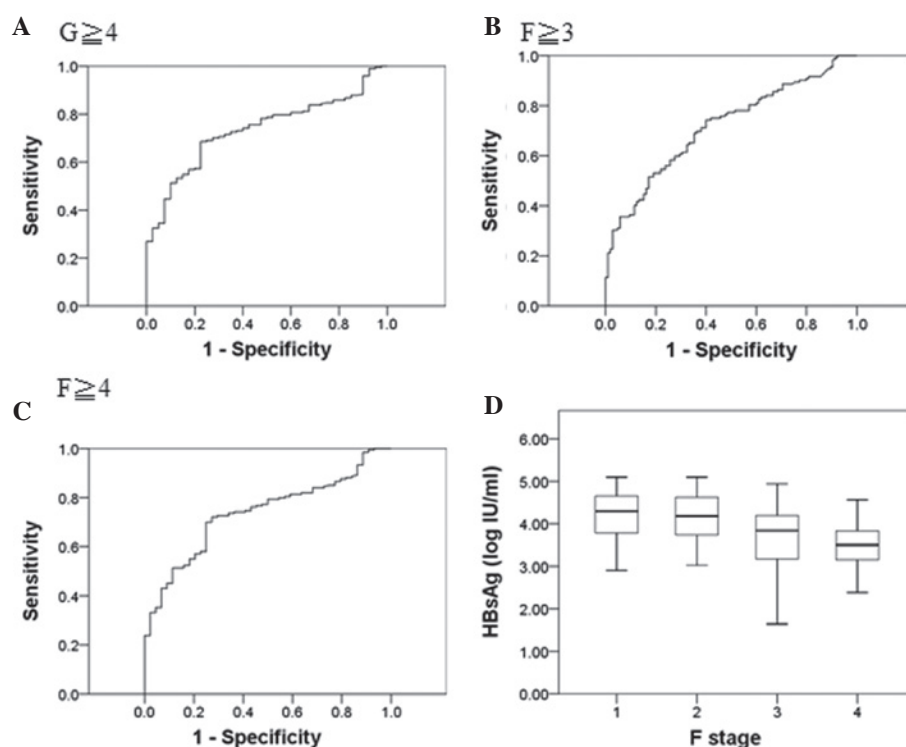 A G≧4
1.0
0.8
0.6
0.4
0.2
0.0
Sensitivity
0.0 0.2 0.4 0.6 0.8 1.0
1 - Specificity
B F≧3
1.0
0.8
0.6
0.4
0.2
0.0
Sensitivity
0.0 0.2 0.4 0.6 0.8 1.0
1 - Specificity
C F≧4
1.0
0.8
0.6
0.4
0.2
0.0
Sensitivity
0.0 0.2 0.4 0.6 0.8 1.0
1 - Specificity
D
6.00
5.00
4.00
3.00
2.00
1.00
0.00
HBsAg (log IU/ml)
1 2 3 4
F stage